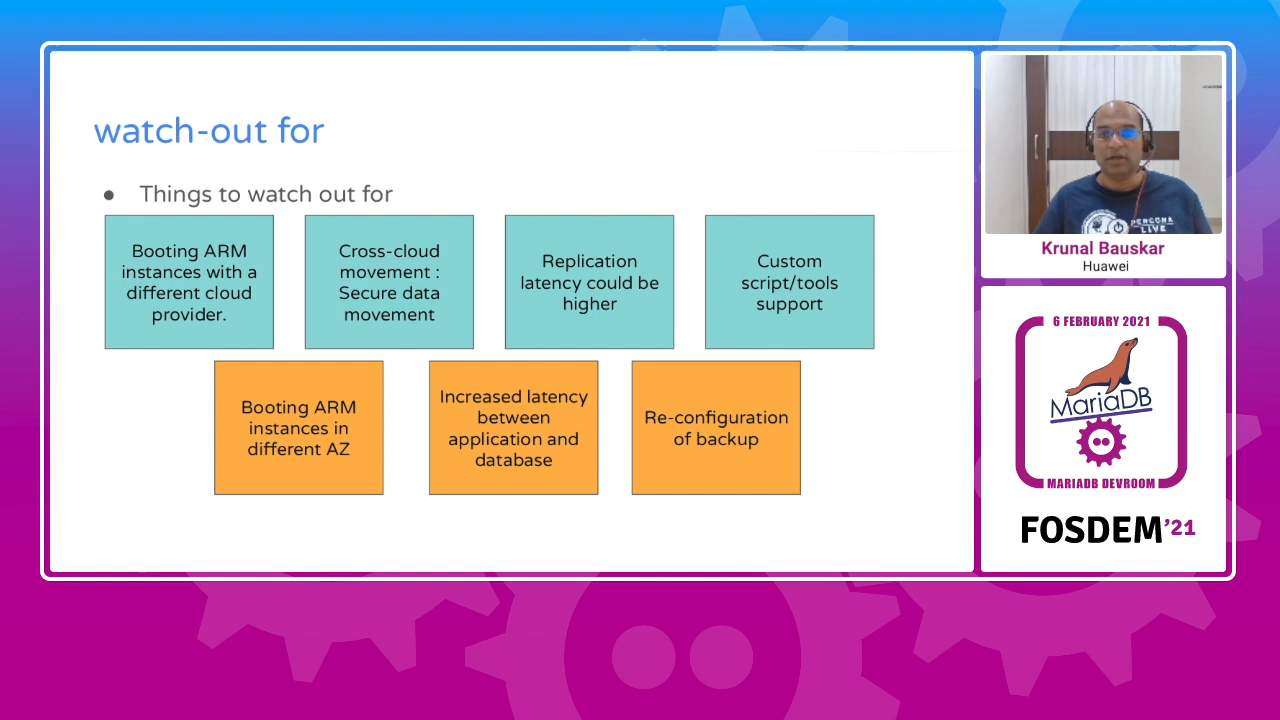 watch-out for
● Things to watch out for
Booting ARM
instances with a
different cloud
provider.
Cross-cloud
movement :
Secure data
movement
Replication
latency could be
higher
Custom
script/tools
support
Booting ARM
instances in
different AZ
Increased latency
between
application and
database
Re-configuration
of backup
PERCONA
LIVE
Krunal Bauskar
Huawei
6 FEBRUARY 2021
MariaDB
MARIADB DEVROOM
FOSDEM'21